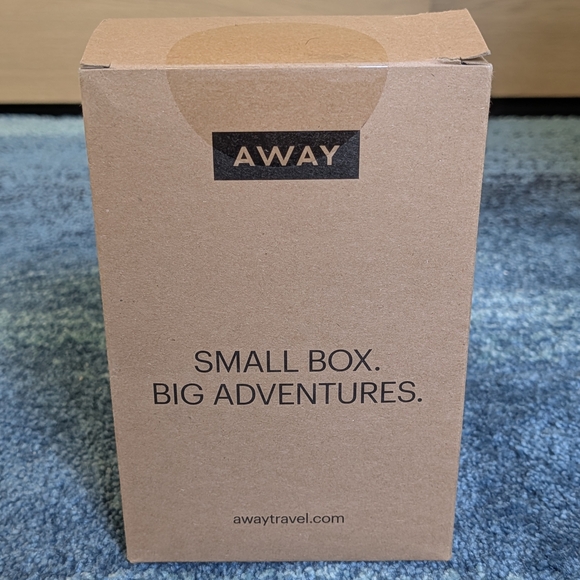 AWAY
SMALL BOX.
BIG ADVENTURES.
awaytravel.com